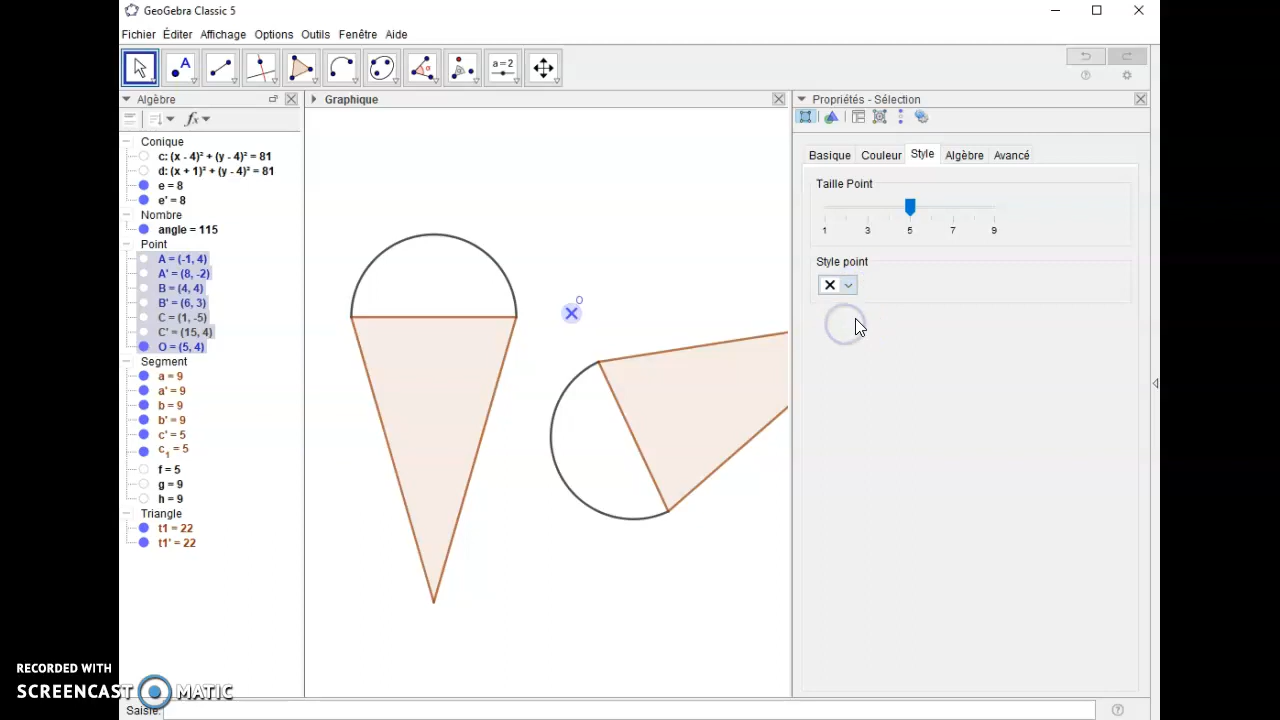 GeoGebra Classic 5
Fichier Éditer Affichage Options Outils Fenêtre Aide
A a=2
Algèbre Graphique Propriétés - Sélection
fx
Conique
c: (x - 4)² + (y - 4)² = 81
d: (x + 1)² + (y - 4)² = 81
e = 8
e' = 8
Nombre
angle = 115
Point
A = (-1, 4)
A' = (8, -2)
B = (4, 4)
B' = (6, 3)
C = (1, -5)
C' = (15, 4)
O = (5, 4)
Segment
a = 9
a' = 9
b = 9
b' = 9
c' = 5
c₁ = 5
f = 5
g = 9
h = 9
Triangle
t1 = 22
t1' = 22
O
Basique Couleur Style Algèbre Avancé
Taille Point
1 3 5 7 9
Style point
RECORDED WITH
SCREENCAST MATIC
Saisie: